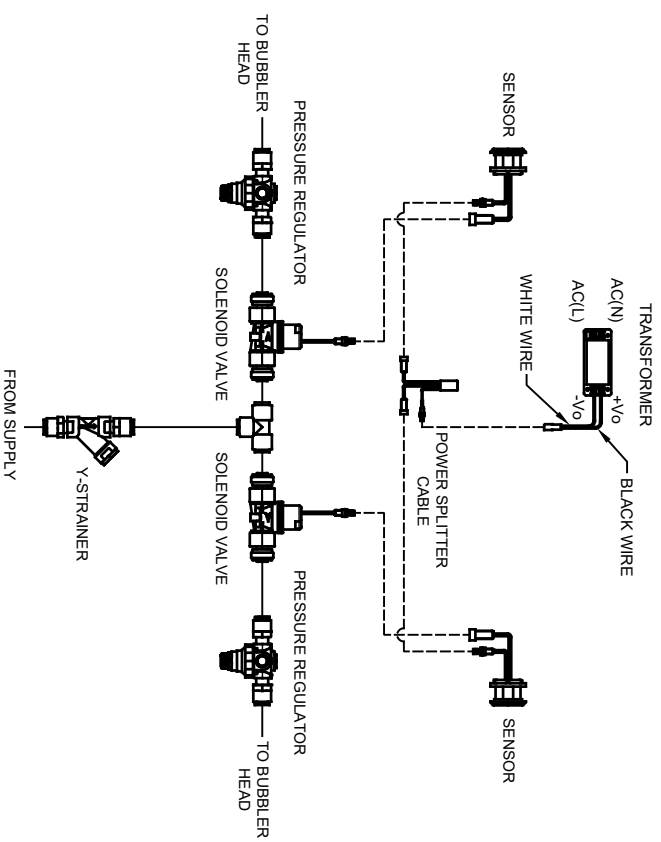 TRANSFORMER
AC(N)
AC(L)
+Vo
-Vo
WHITE WIRE
BLACK WIRE
SENSOR
SENSOR
POWER SPLITTER
CABLE
TO BUBBLER
HEAD
PRESSURE REGULATOR
SOLENOID VALVE
SOLENOID VALVE
PRESSURE REGULATOR
TO BUBBLER
HEAD
Y-STRAINER
FROM SUPPLY